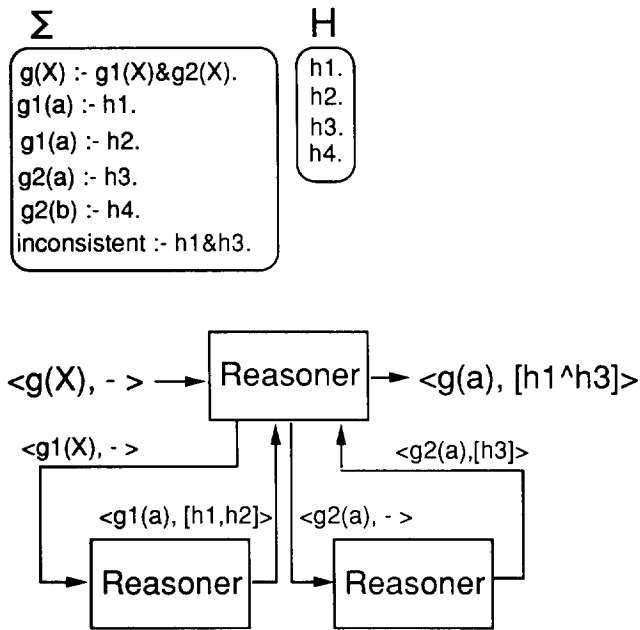 Σ H
g(X) :- g1(X)&g2(X).
g1(a) :- h1.
g1(a) :- h2.
g2(a) :- h3.
g2(b) :- h4.
inconsistent :- h1&h3.
h1.
h2.
h3.
h4.
<g(X), - > Reasoner <g(a), [h1^h3]>
<g1(X), - > <g2(a),[h3]>
<g1(a), [h1,h2]> <g2(a), - >
Reasoner Reasoner